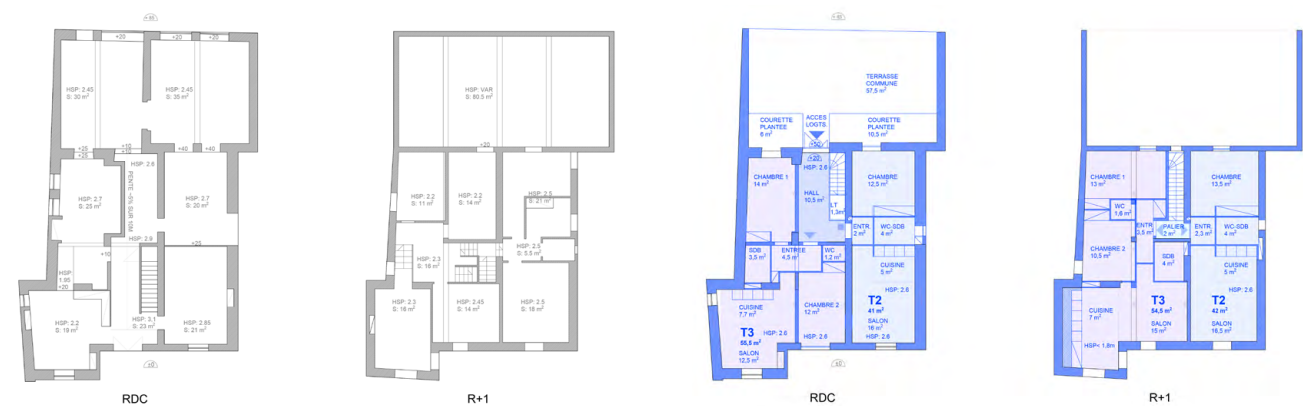 +50
+20
+20
HSP: 2.45
S: 30 m²
HSP: 2.45
S: 35 m²
+25
+10
+40
+40
+25
+10
HSP: 2.6
HSP: 2.7
S: 25 m²
PENTE ~5% SUR 10M
HSP: 2.7
S: 20 m²
HSP: 2.9
+25
+10
HSP:
1.95
+20
HSP: 2.2
S: 19 m²
HSP: 3.1
S: 23 m²
HSP: 2.85
S: 21 m²
±0
RDC
HSP: VAR
S: 80.5 m²
+20
HSP: 2.2
S: 11 m²
HSP: 2.2
S: 14 m²
HSP: 2.5
S: 21 m²
HSP: 2.3
S: 18 m²
HSP: 2.5
S: 5.5 m²
HSP: 2.3
S: 16 m²
HSP: 2.45
S: 14 m²
HSP: 2.5
S: 18 m²
R+1
TERRASSE
COMMUNE
57,5 m²
COURETTE
PLANTEE
6 m²
ACCES
LOGTS
COURETTE
PLANTEE
10,5 m²
+50
+20
HSP: 2.6
CHAMBRE 1
14 m²
HALL
10,5 m²
CHAMBRE
12,5 m²
LT
1,3m²
ENTR.
2 m²
WC-SDB
4 m²
SDB
3,5 m²
ENTREE
4,5 m²
WC
1,2 m²
CUISINE
5 m²
HSP: 2.6
CUISINE
7,7 m²
CHAMBRE 2
12 m²
T2
41 m²
T3
55,5 m²
HSP: 2.6
SALON
16 m²
HSP: 2.6
HSP: 2.6
SALON
12,5 m²
±0
RDC
CHAMBRE 1
13 m²
CHAMBRE
13,5 m²
WC
1,6 m²
ENTR.
3,5 m²
PALIER
2 m²
ENTR.
2,3 m²
WC-SDB
4 m²
CHAMBRE 2
10,5 m²
SDB
4 m²
CUISINE
5 m²
HSP: 2.6
CUISINE
7 m²
T3
54,5 m²
T2
42 m²
HSP< 1,8m
SALON
15 m²
SALON
16,5 m²
R+1